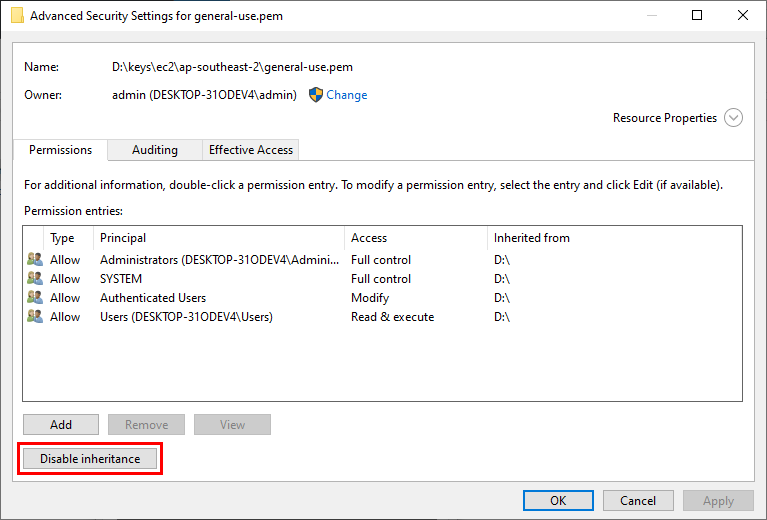 Advanced Security Settings for general-use.pem
Name: D:\keys\ec2\ap-southeast-2\general-use.pem
Owner: admin (DESKTOP-31ODEV4\admin) Change
Resource Properties
Permissions Auditing Effective Access
For additional information, double-click a permission entry. To modify a permission entry, select the entry and click Edit (if available).
Permission entries:
Type Principal Access Inherited from
Allow Administrators (DESKTOP-31ODEV4\Admini... Full control D:\
Allow SYSTEM Full control D:\
Allow Authenticated Users Modify D:\
Allow Users (DESKTOP-31ODEV4\Users) Read & execute D:\
Add Remove View
Disable inheritance
OK Cancel Apply